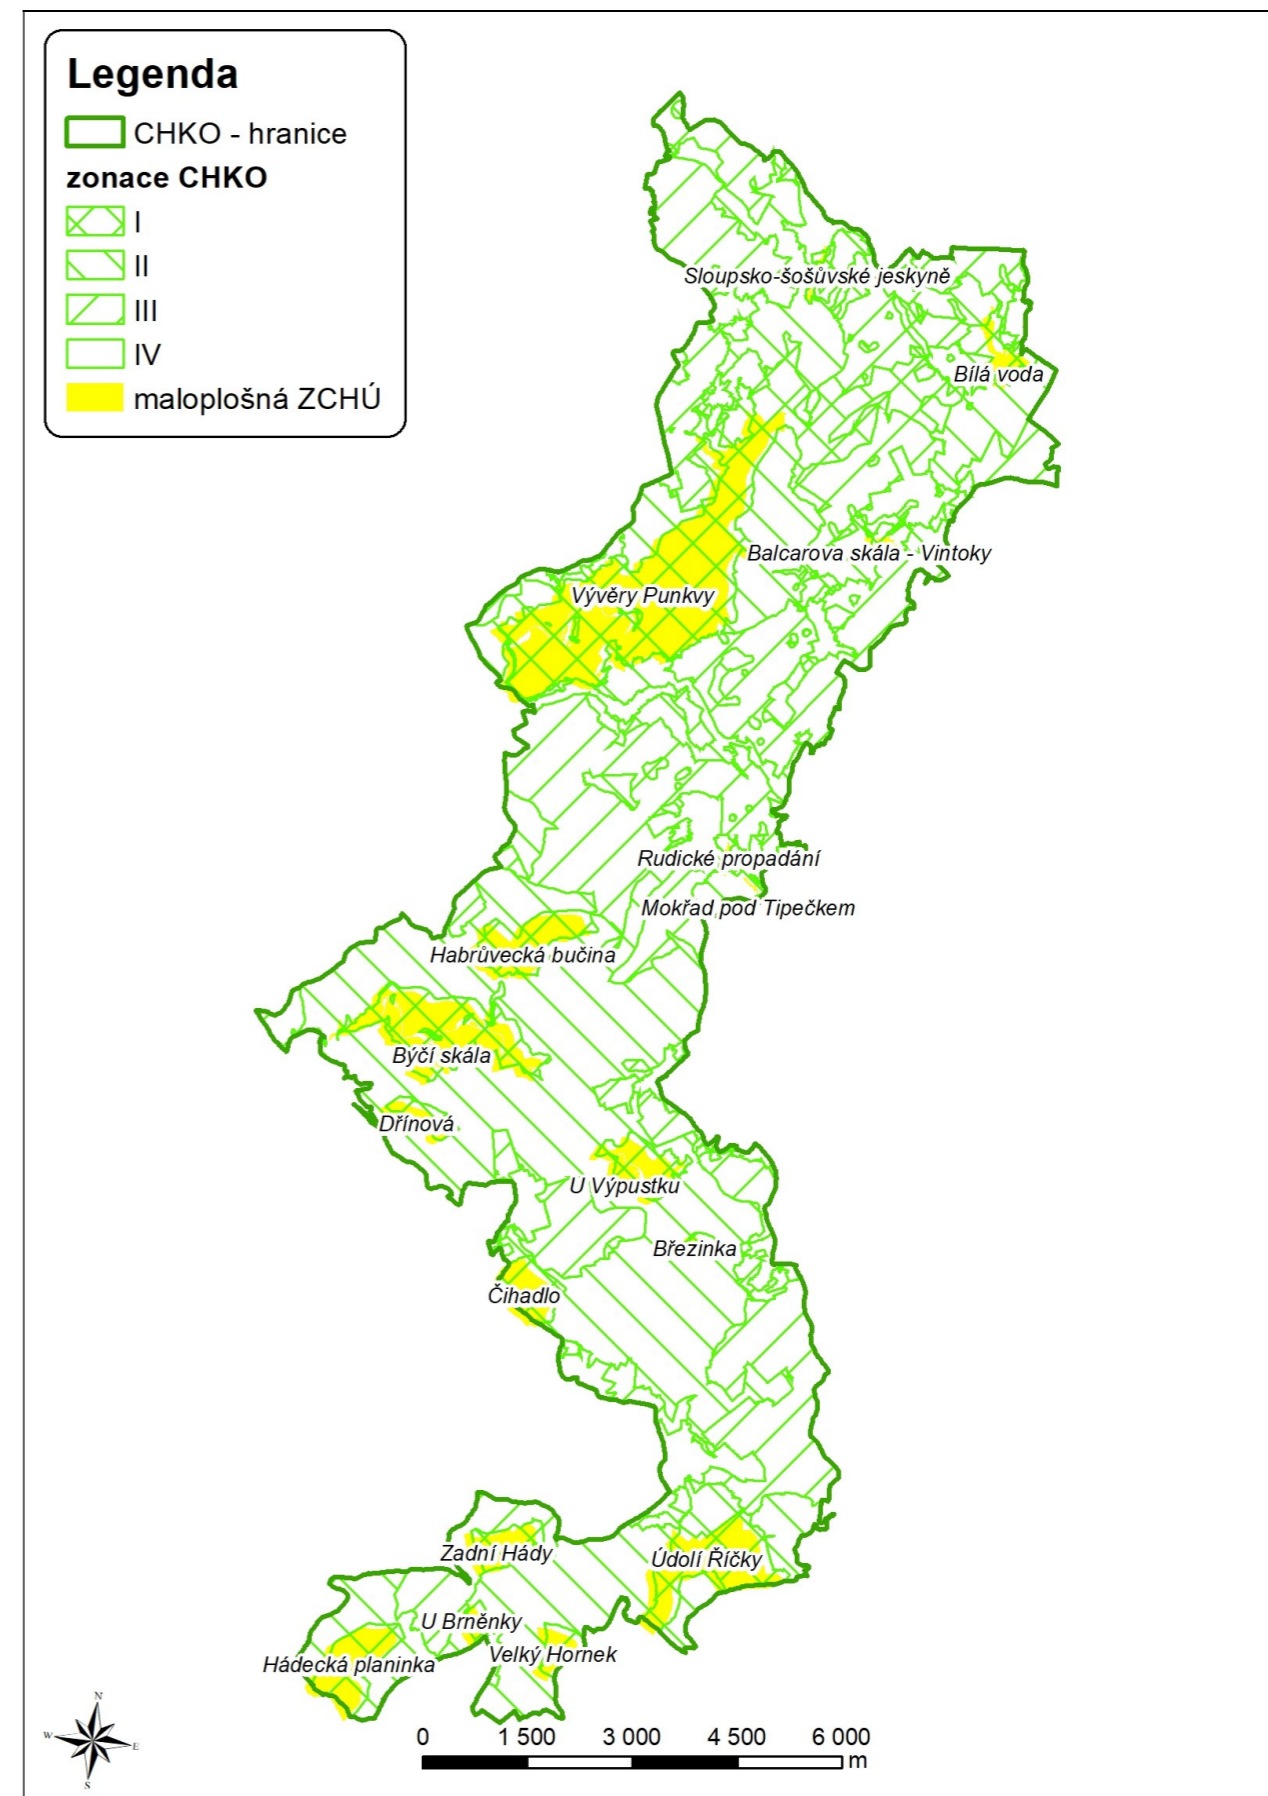 Legenda
CHKO - hranice
zonace CHKO
I
II
III
IV
maloplošná ZCHÚ
Sloupsko-šošůvské jeskyně
Bílá voda
Balcarova skála - Vintoky
Vývěry Punkvy
Rudické propadání
Mokřad pod Tipečkem
Habrůvecká bučina
Býčí skála
Dřínová
U Výpustku
Březinka
Čihadlo
Zadní Hády
Údolí Říčky
U Brněnky
Velký Hornek
Hádecká planinka
N
W
E
S
0 1 500 3 000 4 500 6 000
m